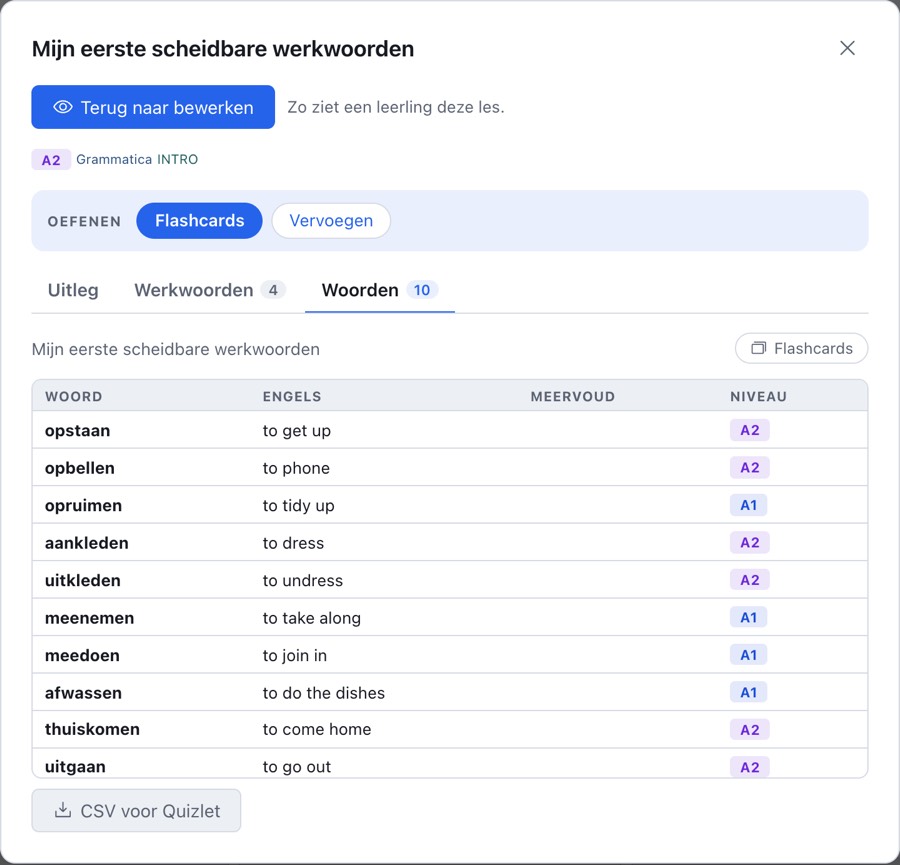 Mijn eerste scheidbare werkwoorden
Terug naar bewerken Zo ziet een leerling deze les.
A2 Grammatica INTRO
OEFENEN Flashcards Vervoegen
Uitleg Werkwoorden 4 Woorden 10
Mijn eerste scheidbare werkwoorden Flashcards
WOORD ENGELS MEERVOUD NIVEAU
opstaan to get up A2
opbellen to phone A2
opruimen to tidy up A1
aankleden to dress A2
uitkleden to undress A2
meenemen to take along A1
meedoen to join in A1
afwassen to do the dishes A1
thuiskomen to come home A2
uitgaan to go out A2
CSV voor Quizlet